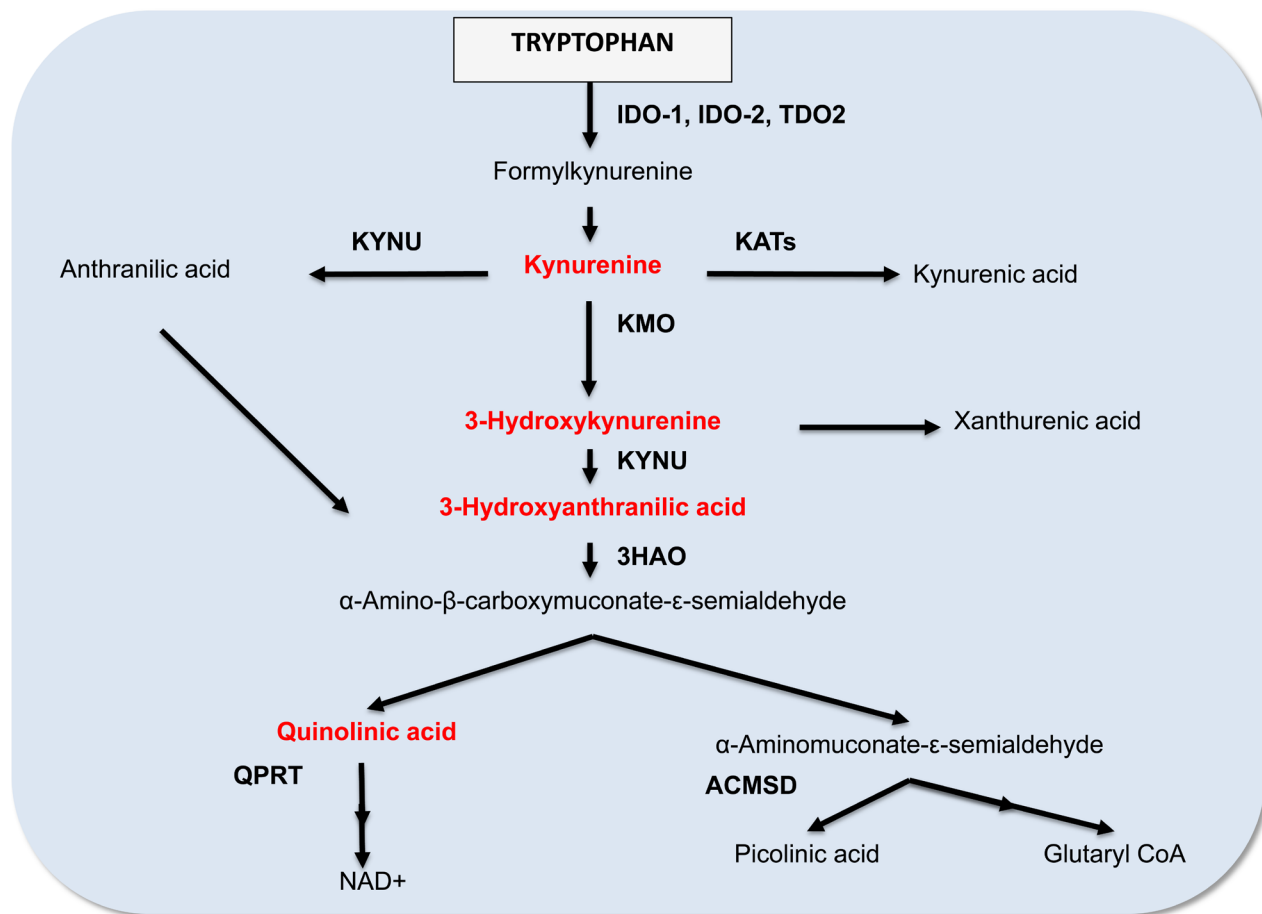 TRYPTOPHAN
IDO-1, IDO-2, TDO2
Formylkynurenine
KYNU
KATs
Anthranilic acid
Kynurenine
Kynurenic acid
KMO
3-Hydroxykynurenine
Xanthurenic acid
KYNU
3-Hydroxyanthranilic acid
3HAO
α-Amino-β-carboxymuconate-ε-semialdehyde
Quinolinic acid
α-Aminomuconate-ε-semialdehyde
QPRT
ACMSD
Picolinic acid
Glutaryl CoA
NAD+